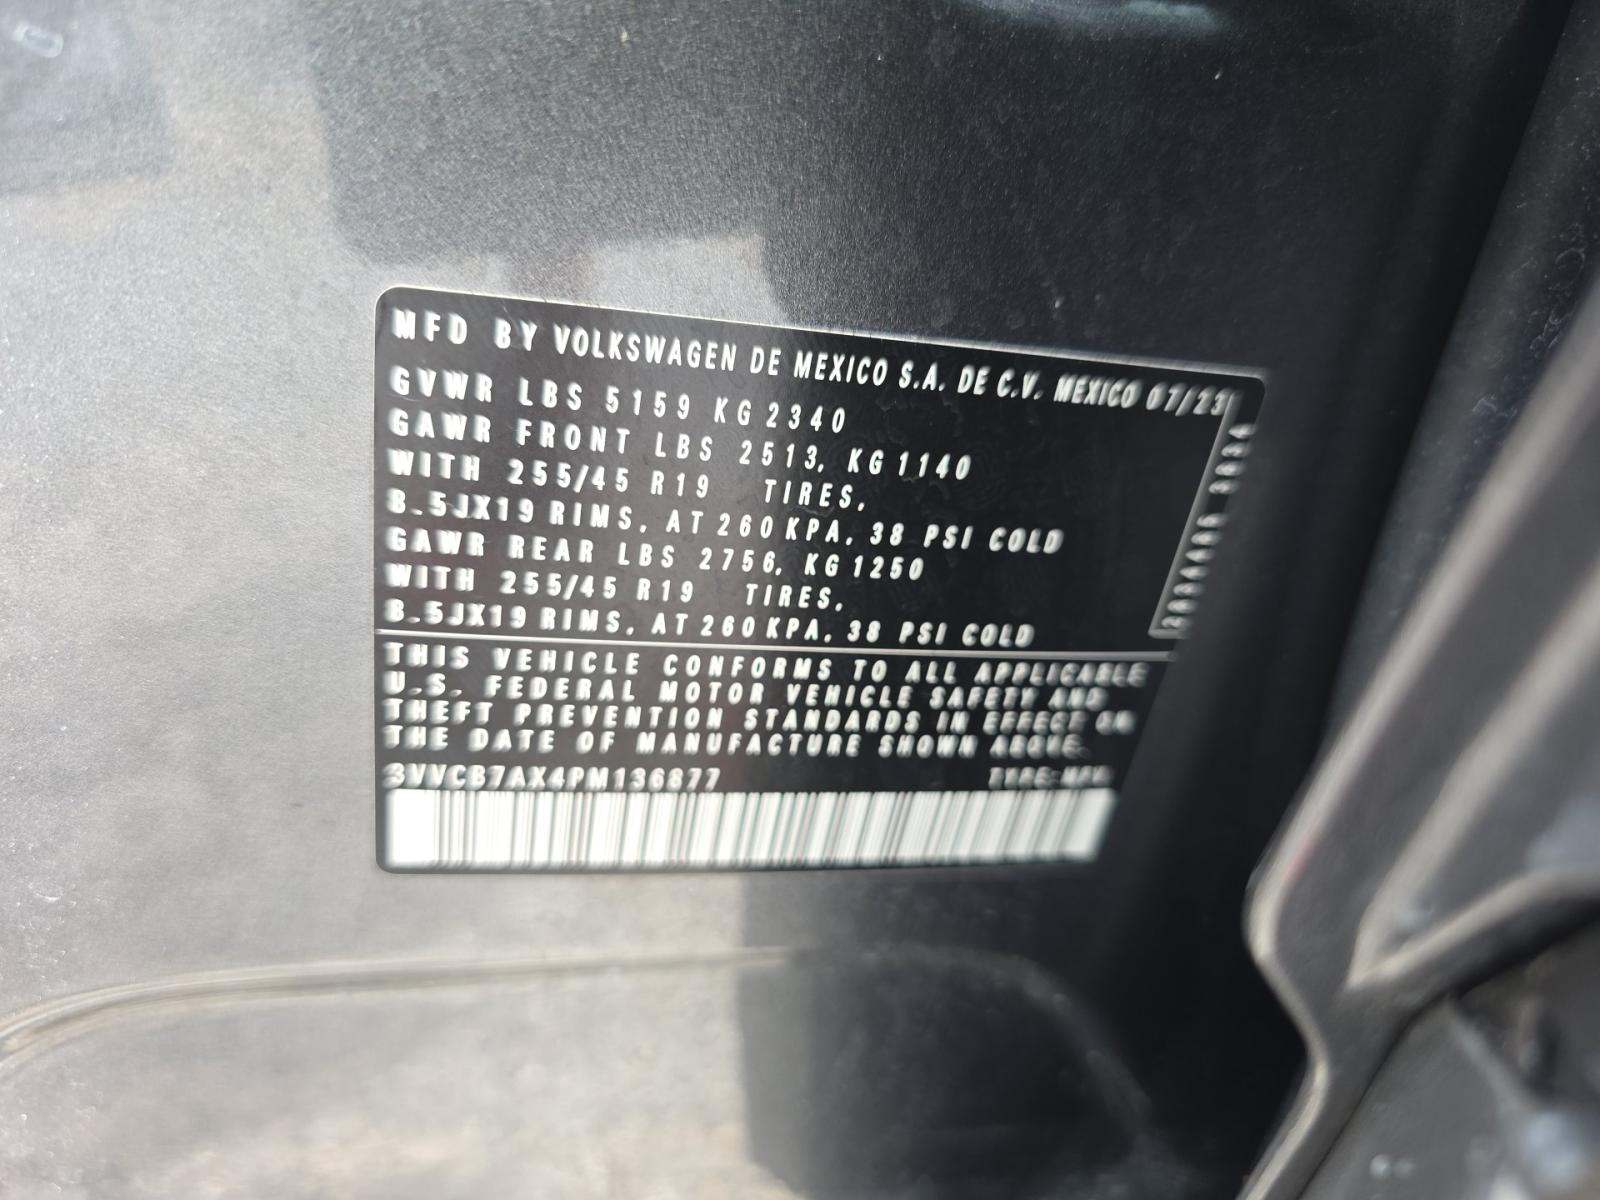 MFD BY VOLKSWAGEN DE MEXICO S.A. DE C.V. MEXICO 07/23
GVWR LBS 5159 KG 2340
GAWR FRONT LBS 2513, KG 1140
WITH 255/45 R19 TIRES,
8.5JX19 RIMS, AT 260 KPA, 38 PSI COLD
GAWR REAR LBS 2756, KG 1250
WITH 255/45 R19 TIRES,
8.5JX19 RIMS, AT 260 KPA, 38 PSI COLD
THIS VEHICLE CONFORMS TO ALL APPLICABLE
U.S. FEDERAL MOTOR VEHICLE SAFETY AND
THEFT PREVENTION STANDARDS IN EFFECT ON
THE DATE OF MANUFACTURE SHOWN ABOVE.
3VVCB7AX4PM136877 TYPE:MPV